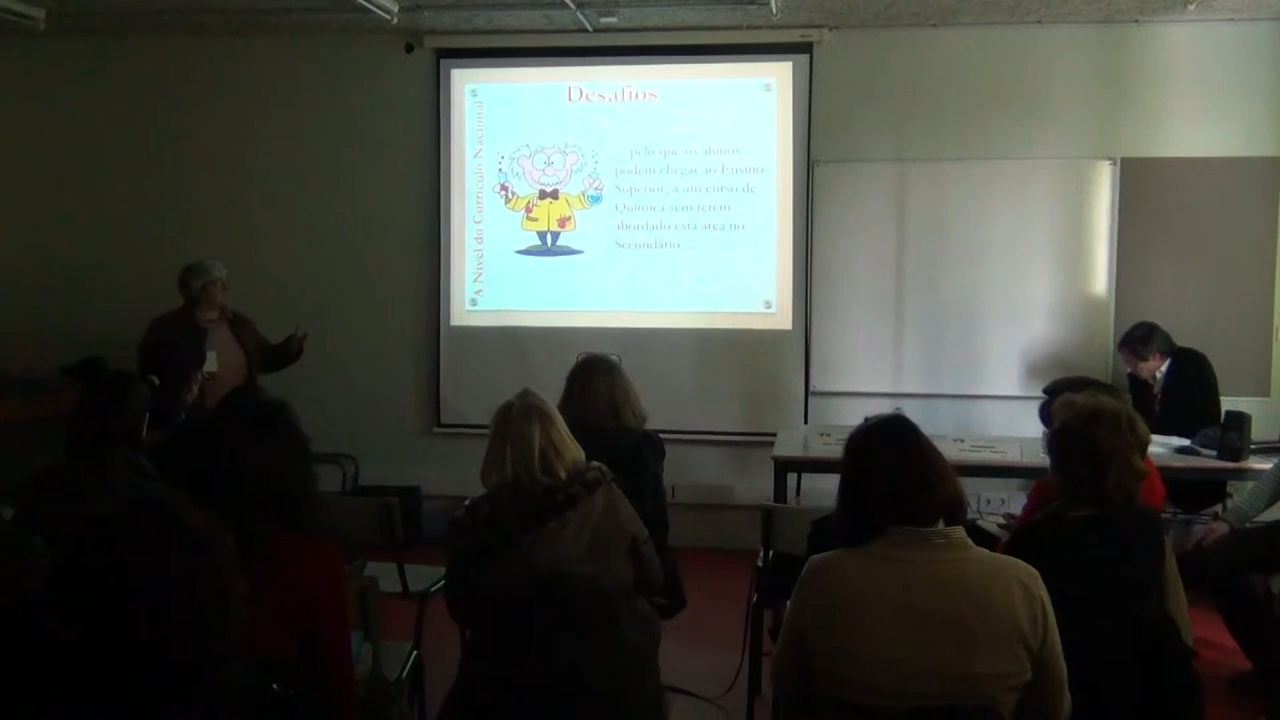 Desafios
A Nível do Currículo Nacional
... pelo que os alunos
podem chegar ao Ensino
Superior, a um curso de
Química sem terem
abordado esta área no
Secundário...